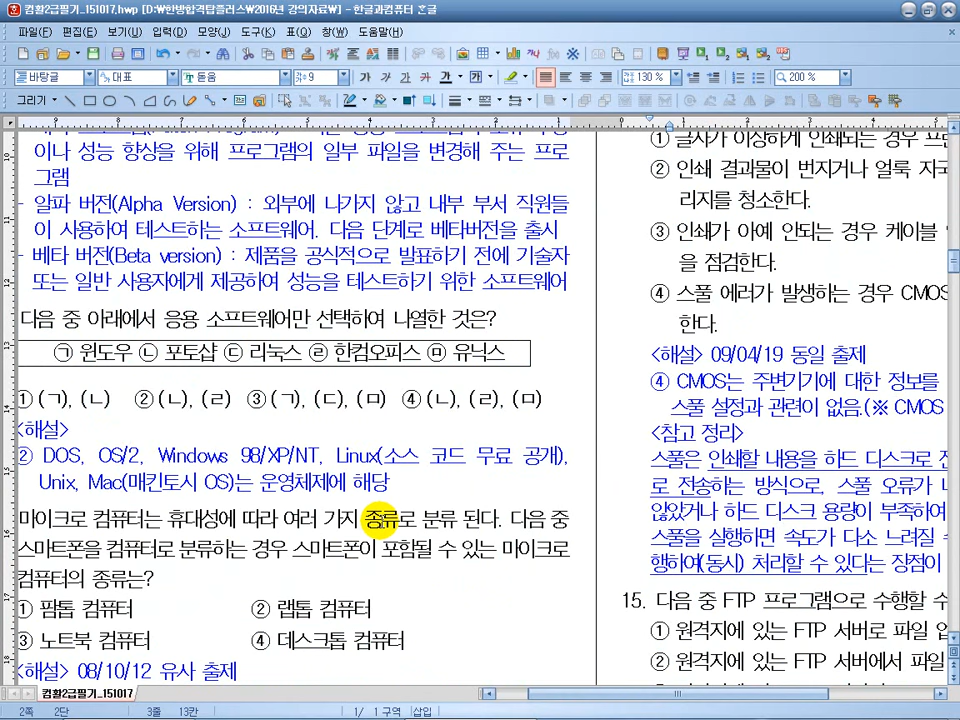 컴활2급필기_151017.hwp [D:\한방합격탑플러스\2016년 강의자료\] - 한글과컴퓨터 한글
파일(F) 편집(E) 보기(U) 입력(D) 모양(J) 도구(K) 표(Q) 창(W) 도움말(H)
바탕글 대표 돋움 9 가 가 가 가 가 가 130 % 200 %
그리기
이나 성능 향상을 위해 프로그램의 일부 파일을 변경해 주는 프로
그램
- 알파 버전(Alpha Version) : 외부에 나가지 않고 내부 부서 직원들
이 사용하여 테스트하는 소프트웨어. 다음 단계로 베타버전을 출시
- 베타 버전(Beta version) : 제품을 공식적으로 발표하기 전에 기술자
또는 일반 사용자에게 제공하여 성능을 테스트하기 위한 소프트웨어
다음 중 아래에서 응용 소프트웨어만 선택하여 나열한 것은?
㉠ 윈도우 ㉡ 포토샵 ㉢ 리눅스 ㉣ 한컴오피스 ㉤ 유닉스
① (ㄱ), (ㄴ) ② (ㄴ), (ㄹ) ③ (ㄱ), (ㄷ), (ㅁ) ④ (ㄴ), (ㄹ), (ㅁ)
<해설>
② DOS, OS/2, Windows 98/XP/NT, Linux(소스 코드 무료 공개),
Unix, Mac(매킨토시 OS)는 운영체제에 해당
마이크로 컴퓨터는 휴대성에 따라 여러 가지 종류로 분류 된다. 다음 중
스마트폰을 컴퓨터로 분류하는 경우 스마트폰이 포함될 수 있는 마이크로
컴퓨터의 종류는?
① 팜톱 컴퓨터 ② 랩톱 컴퓨터
③ 노트북 컴퓨터 ④ 데스크톱 컴퓨터
<해설> 08/10/12 유사 출제
① 글자가 이상하게 인쇄되는 경우 프린
② 인쇄 결과물이 번지거나 얼룩 자국
리지를 청소한다.
③ 인쇄가 아예 안되는 경우 케이블
을 점검한다.
④ 스풀 에러가 발생하는 경우 CMOS
한다.
<해설> 09/04/19 동일 출제
④ CMOS는 주변기기에 대한 정보를
스풀 설정과 관련이 없음.(※ CMOS
<참고 정리>
스풀은 인쇄할 내용을 하드 디스크로 전
로 전송하는 방식으로, 스풀 오류가 나
않았거나 하드 디스크 용량이 부족하여
스풀을 실행하면 속도가 다소 느려질 수
행하여(동시) 처리할 수 있다는 장점이
15. 다음 중 FTP 프로그램으로 수행할 수
① 원격지에 있는 FTP 서버로 파일 업
② 원격지에 있는 FTP 서버에서 파일
컴활2급필기_151017
2쪽 2단 3줄 13칸 1/ 1 구역 삽입